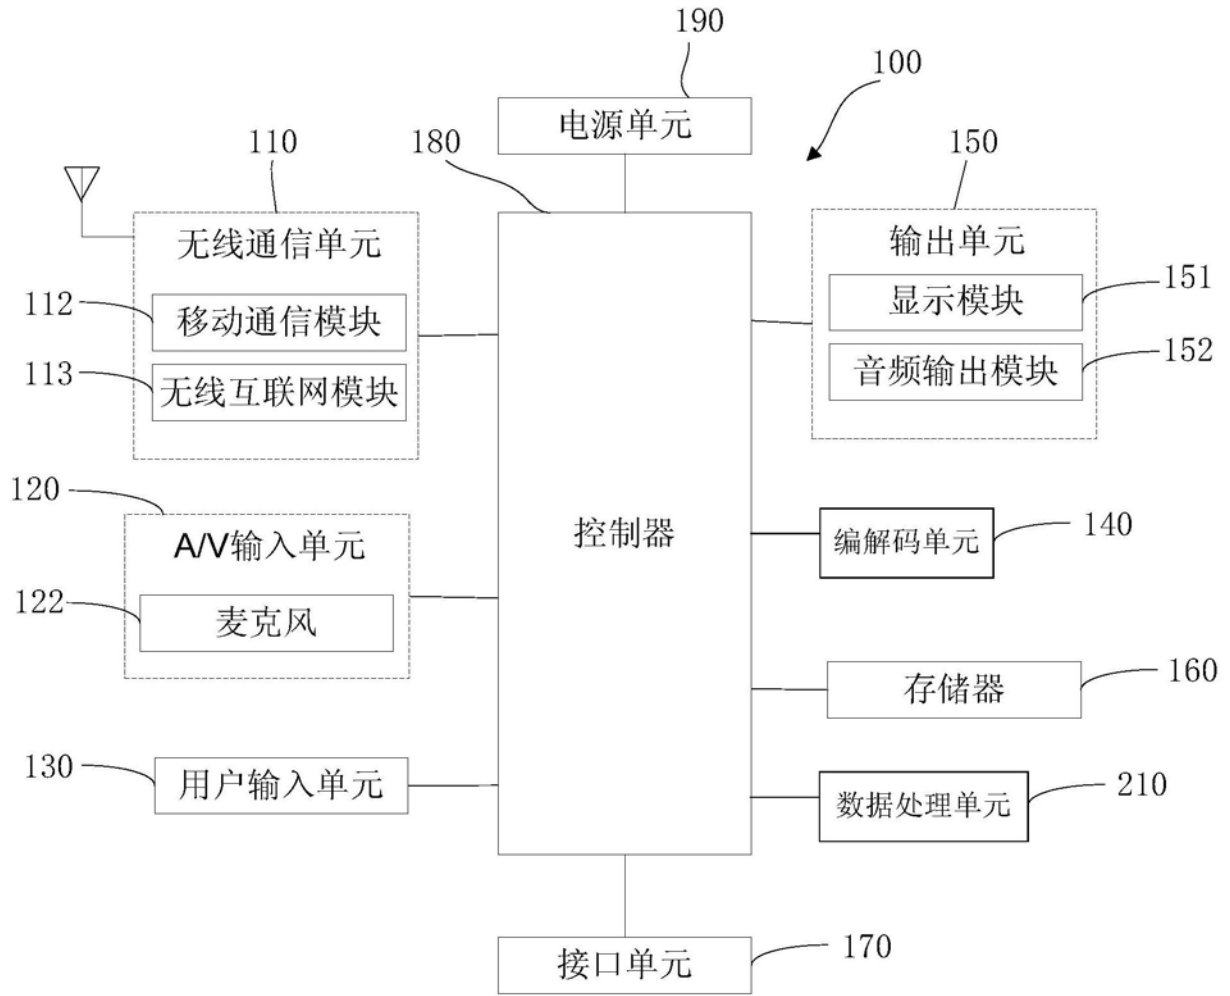 190
电源单元
100
110
180
150
无线通信单元
输出单元
112
移动通信模块
显示模块
151
113
无线互联网模块
音频输出模块
152
120
A/V输入单元
控制器
编解码单元
140
122
麦克风
存储器
160
130
用户输入单元
数据处理单元
210
接口单元
170